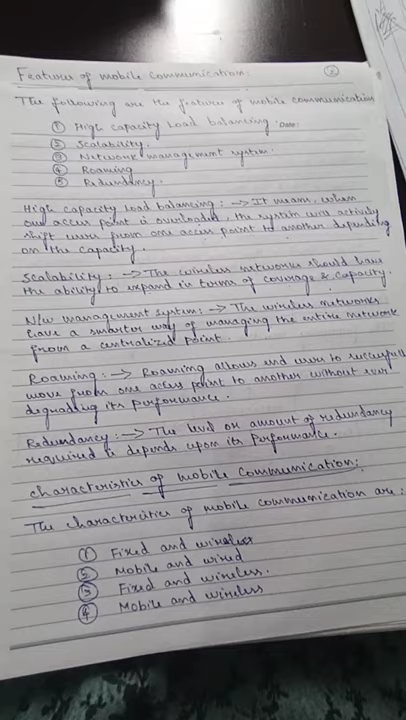 Features of mobile communication:
The following are the features of mobile communication
① High capacity Load balancing
② Scalability.
③ Network management system.
④ Roaming
⑤ Redundancy.
High capacity Load balancing: → It means, when
our access point is overloaded, the system will actively
shift user from one access point to another depending
on the capacity.
Scalability: → The wireless networks should have
the ability to expand in terms of coverage & capacity.
N/w management system: → The wireless networks
have a smarter way of managing the entire network
from a centralized point.
Roaming: → Roaming allows end user to successfull
move from one access point to another without ever
degrading its performance.
Redundancy: → The level or amount of redundancy
required is depends upon its performance.
Characteristics of mobile Communication:
The characteristics of mobile communication are:
① Fixed and wireless
② Mobile and wired
③ Fixed and wireless.
④ Mobile and wireless